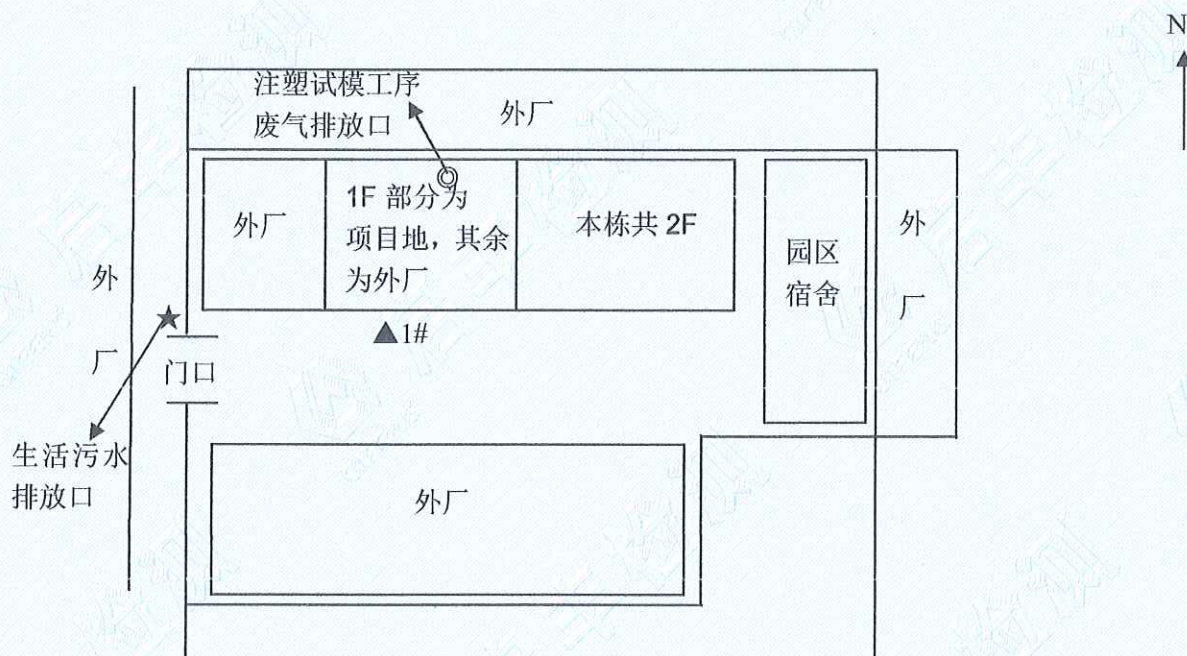 N
注塑试模工序
废气排放口
外厂
外厂
1F 部分为
项目地，其余
为外厂
本栋共 2F
园区
宿舍
外
厂
外
厂
▲1#
★
门口
生活污水
排放口
外厂